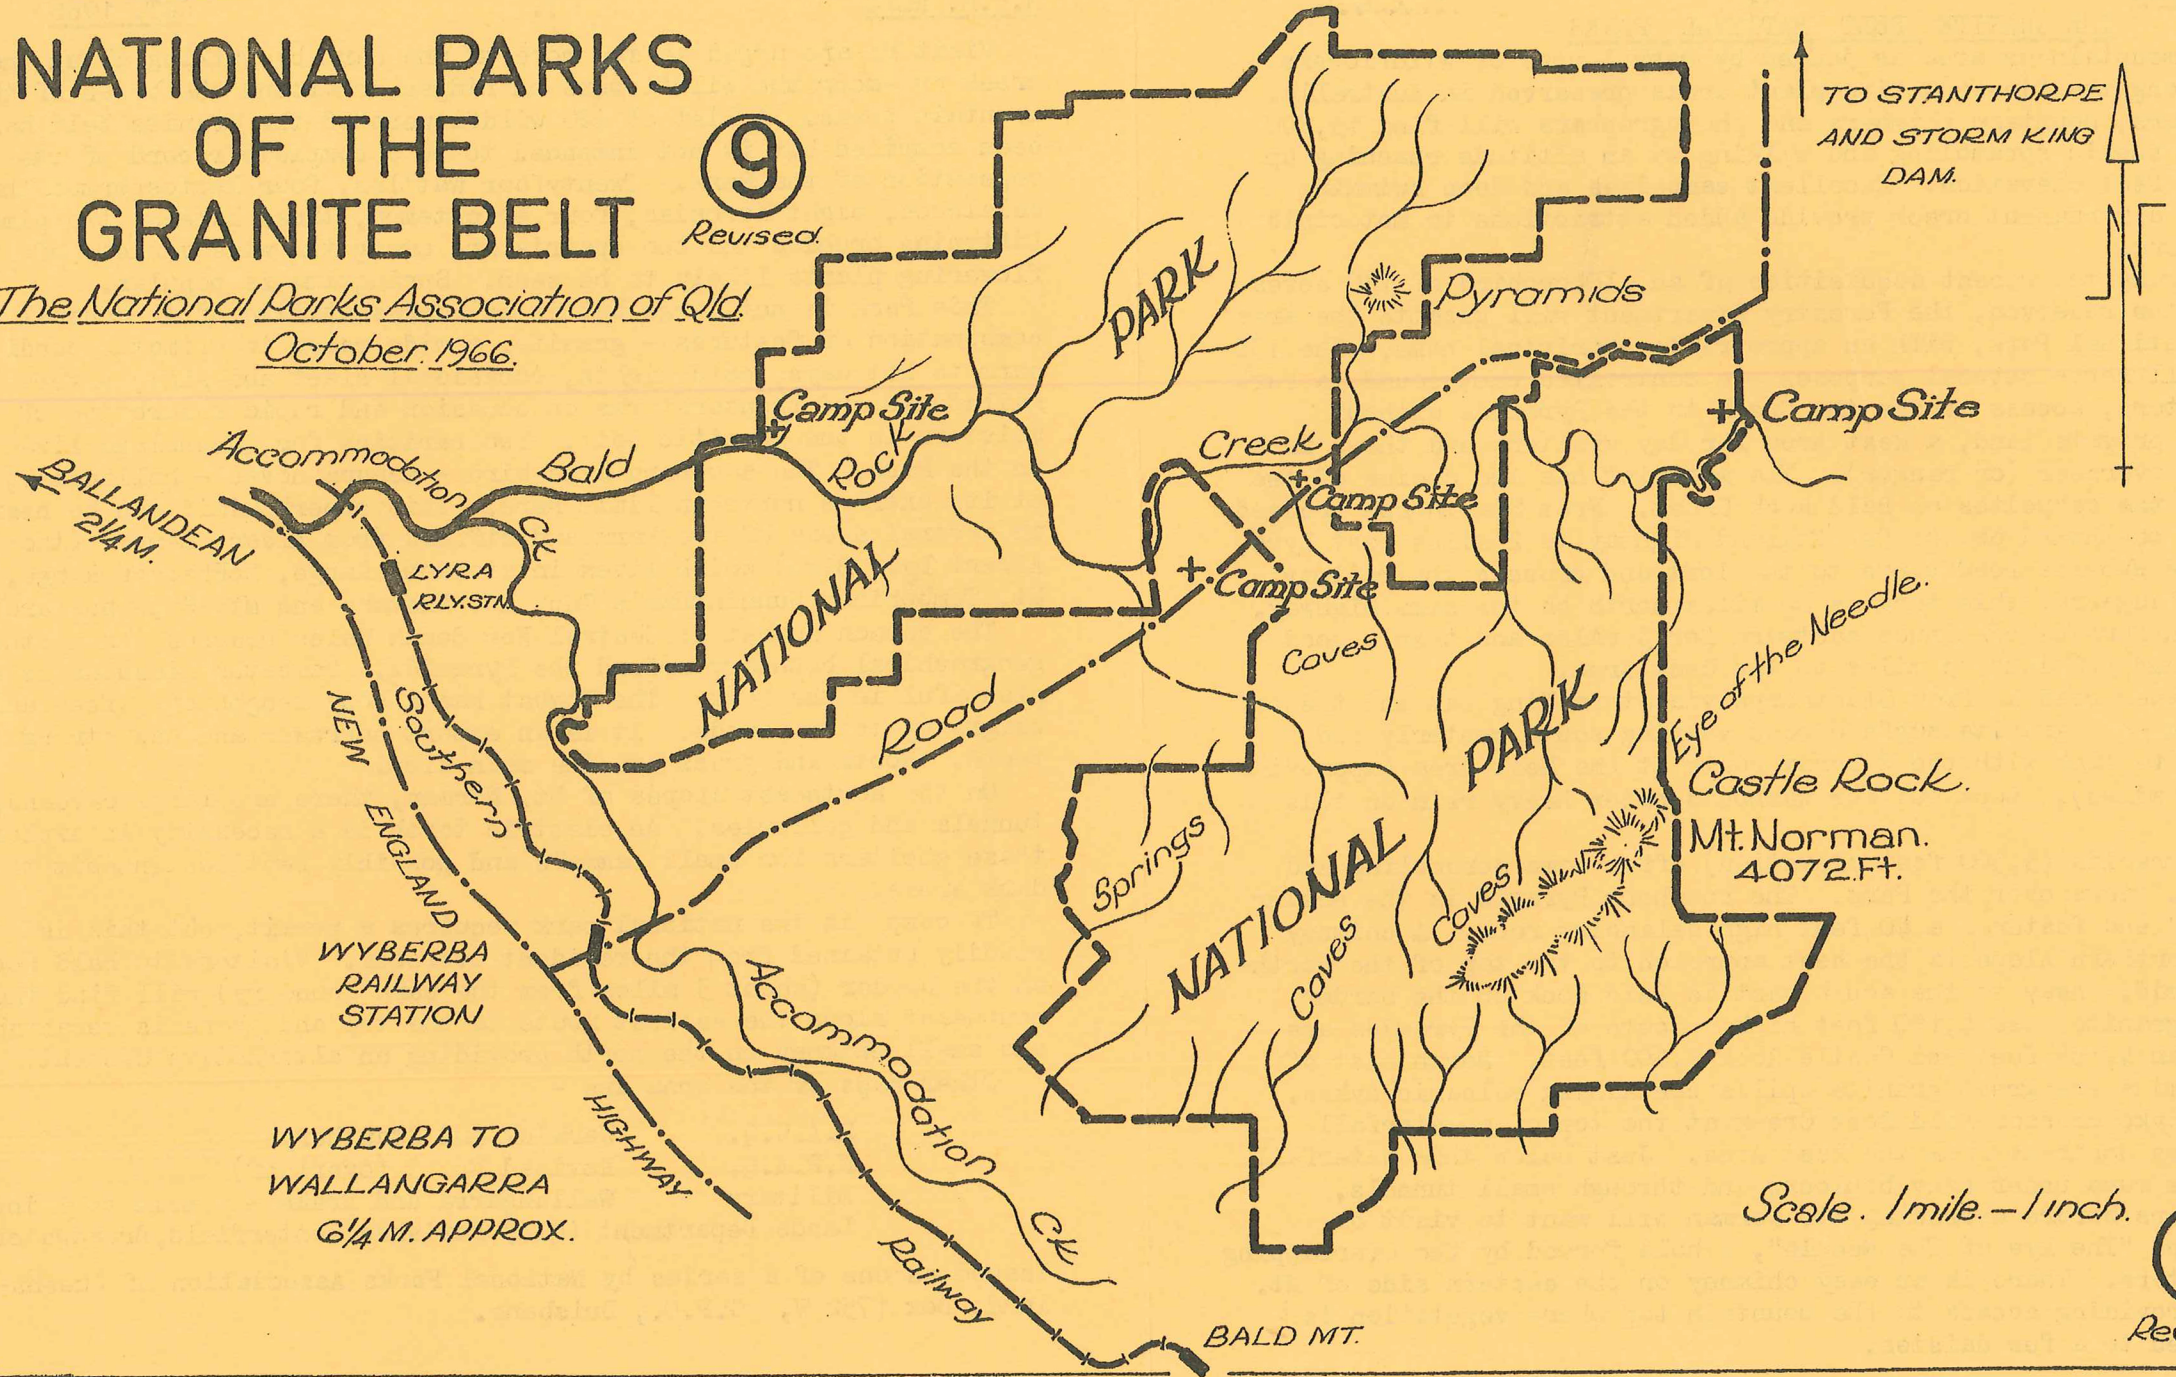 NATIONAL PARKS
OF THE
GRANITE BELT
9
Revised.
The National Parks Association of Qld.
October. 1966.
TO STANTHORPE
AND STORM KING
DAM.
N
PARK
Pyramids
Camp Site
Camp Site
Accommodation
Ck
Bald
Rock
Creek
Camp Site
Camp Site
BALLANDEAN
2 1/4 M.
LYRA
RLY. STN.
NATIONAL
Caves
Eye of the Needle.
Road
NEW
ENGLAND
HIGHWAY
Southern
Railway
PARK
Castle Rock.
Mt. Norman.
4072. Ft.
Springs
NATIONAL
Caves
Caves
WYBERBA
RAILWAY
STATION
Accommodation
Ck
WYBERBA TO
WALLANGARRA
6 1/4 M. APPROX.
Scale. 1 mile. – 1 inch.
BALD MT.